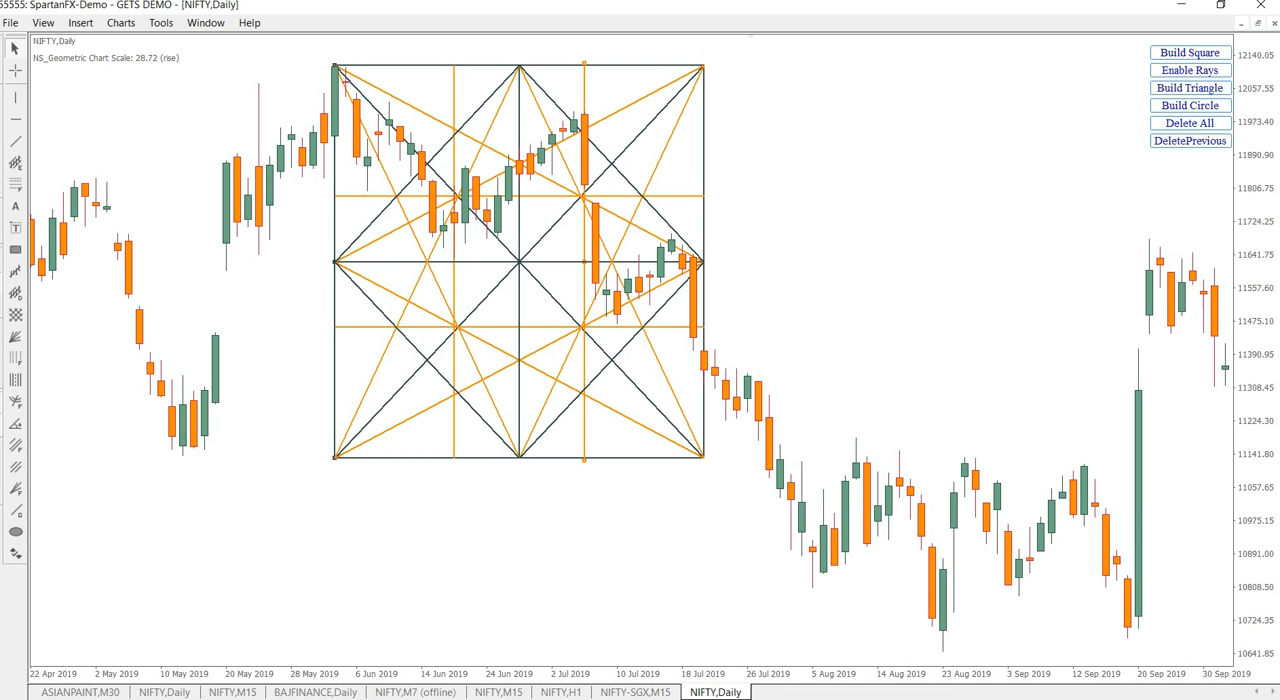 55555: SpartanFX-Demo - GETS DEMO - [NIFTY,Daily]
File View Insert Charts Tools Window Help
NIFTY,Daily
NS_Geometric Chart Scale: 28.72 (rise)
Build Square
Enable Rays
Build Triangle
Build Circle
Delete All
DeletePrevious
12140.05
12057.55
11973.40
11890.90
11806.75
11724.25
11641.75
11557.60
11475.10
11390.95
11308.45
11224.30
11141.80
11057.65
10975.15
10891.00
10808.50
10724.35
10641.85
22 Apr 2019 2 May 2019 10 May 2019 20 May 2019 28 May 2019 6 Jun 2019 14 Jun 2019 24 Jun 2019 2 Jul 2019 10 Jul 2019 18 Jul 2019 26 Jul 2019 5 Aug 2019 14 Aug 2019 23 Aug 2019 3 Sep 2019 12 Sep 2019 20 Sep 2019 30 Sep 2019
ASIANPAINT,M30 NIFTY,Daily NIFTY,M15 BAJFINANCE,Daily NIFTY,M7 (offline) NIFTY,M15 NIFTY,H1 NIFTY-SGX,M15 NIFTY,Daily